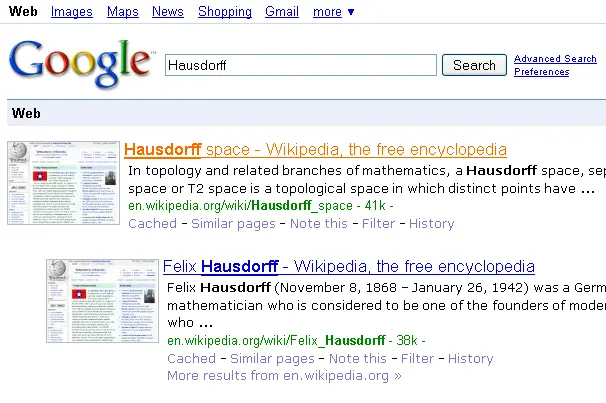 Web Images Maps News Shopping Gmail more ▼
Google™ Hausdorff Search Advanced Search
Preferences
Web
Hausdorff space - Wikipedia, the free encyclopedia
In topology and related branches of mathematics, a Hausdorff space, sep
space or T2 space is a topological space in which distinct points have ...
en.wikipedia.org/wiki/Hausdorff_space - 41k -
Cached - Similar pages - Note this - Filter - History
Felix Hausdorff - Wikipedia, the free encyclopedia
Felix Hausdorff (November 8, 1868 – January 26, 1942) was a Germ
mathematician who is considered to be one of the founders of moder
who ...
en.wikipedia.org/wiki/Felix_Hausdorff - 38k -
Cached - Similar pages - Note this - Filter - History
More results from en.wikipedia.org »